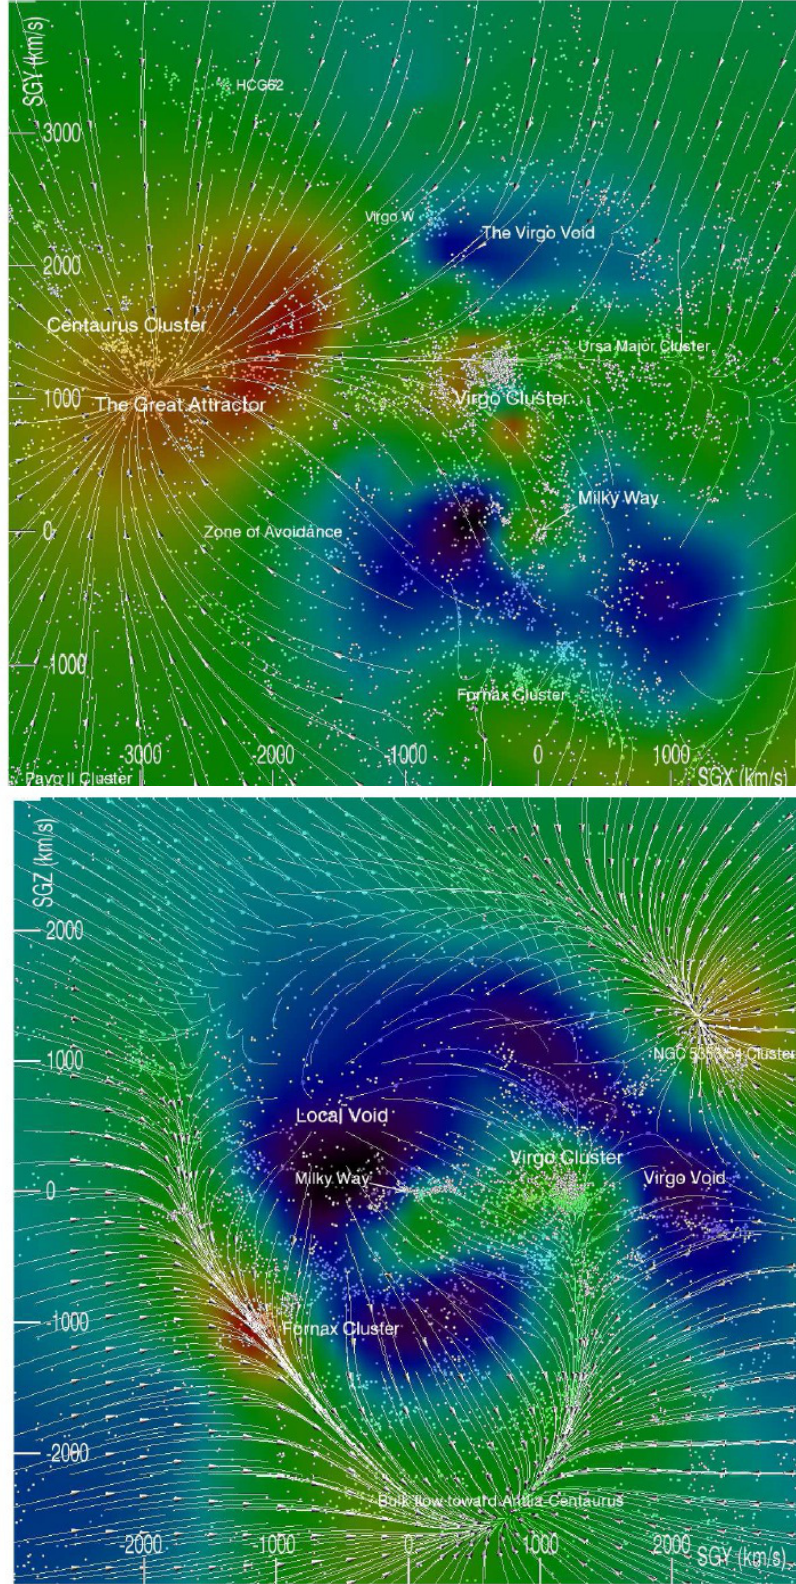 SGY (km/s)
HCG62
3000
Virgo W
The Virgo Void
2000
Centaurus Cluster
Ursa Major Cluster
1000
The Great Attractor
Virgo Cluster
Milky Way
0
Zone of Avoidance
1000
Fornax Cluster
3000
2000
1000
0
1000
Pavo II Cluster
SGX (km/s)
SGZ (km/s)
2000
1000
NGC 5353/54 Cluster
Local Void
Virgo Cluster
Milky Way
Virgo Void
0
-1000
Fornax Cluster
-2000
Bulk flow toward Antlia Centaurus
-2000
-1000
0
1000
2000
SGY (km/s)